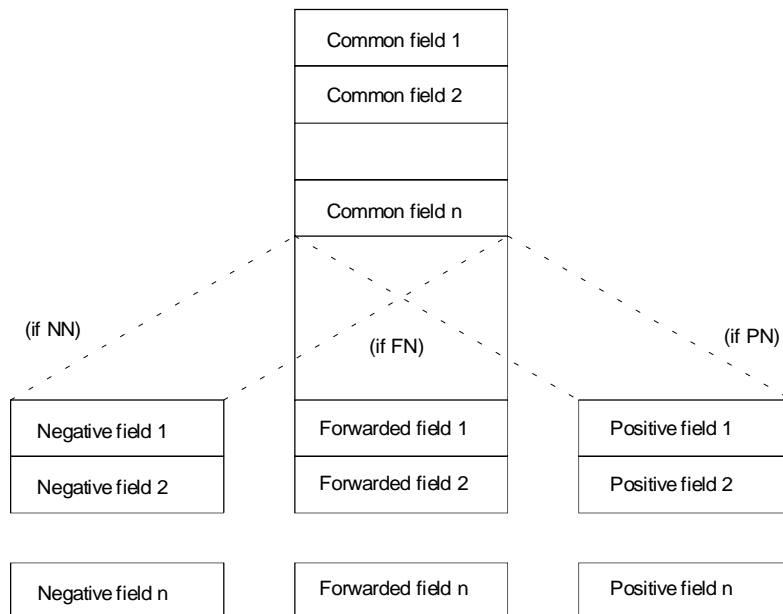 Common field 1
Common field 2
Common field n
(if NN)
(if FN)
(if PN)
Negative field 1
Forwarded field 1
Positive field 1
Negative field 2
Forwarded field 2
Positive field 2
Negative field n
Forwarded field n
Positive field n